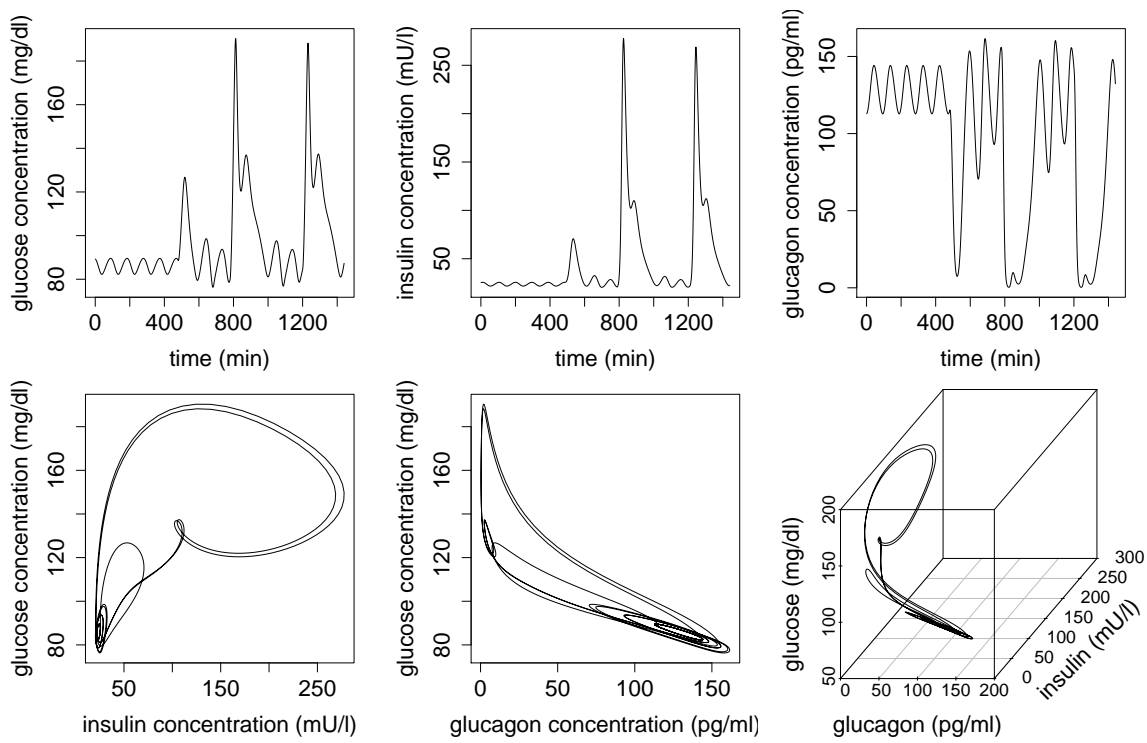 glucose concentration (mg/dl)
80 120 160
0 400 800 1200
time (min)
insulin concentration (mU/l)
50 150 250
0 400 800 1200
time (min)
glucagon concentration (pg/ml)
0 50 100 150
0 400 800 1200
time (min)
glucose concentration (mg/dl)
80 120 160
50 150 250
insulin concentration (mU/l)
glucose concentration (mg/dl)
80 120 160
0 50 100 150
glucagon concentration (pg/ml)
glucose (mg/dl)
50 100 150 200
0 50 100 150 200
glucagon (pg/ml)
0 50 100 150 200 250 300
insulin (mU/l)